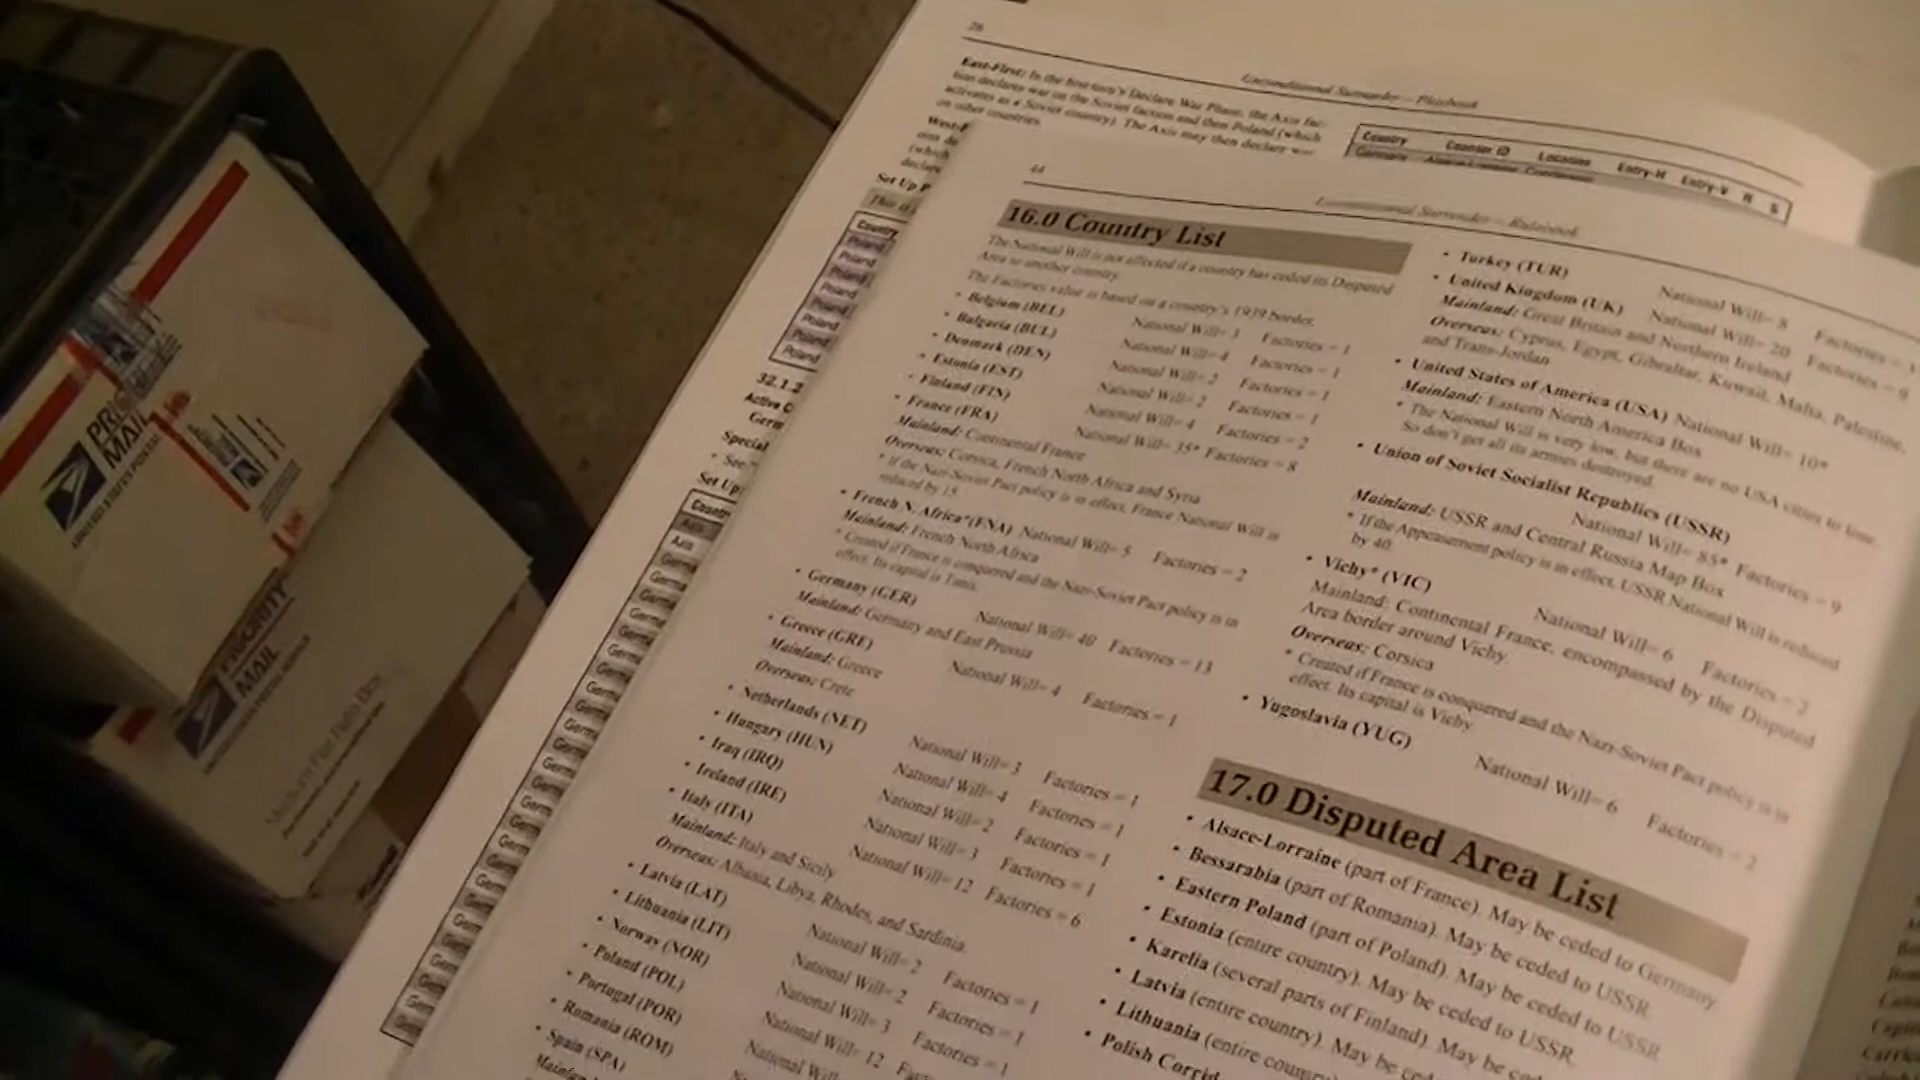 PRIORITY
MAIL
UNITED STATES POSTAL
Medium Flat Rate Box
26
Unconditional Surrender – Playbook
East-First: In the first turn's Declare War Phase, the Axis fac-
tion declares war on the Soviet faction and then Poland (which
activates as a Soviet country). The Axis may then declare war
on other countries.
Country Counter ID Location Entry-H Entry-V R S
Set Up
Country
Poland
Poland
Poland
Poland
Poland
Poland
Poland
32.1.2
Active C
Germ
Special
Set Up:
Axis
Axis
44
Unconditional Surrender – Rulebook
16.0 Country List
The National Will is not affected if a country has ceded its Disputed
Area to another country.
The Factories value is based on a country's 1939 border.
• Belgium (BEL) National Will= 3 Factories = 1
• Bulgaria (BUL) National Will= 4 Factories = 1
• Denmark (DEN) National Will= 2 Factories = 1
• Estonia (EST) National Will= 2 Factories = 1
• Finland (FIN) National Will= 4 Factories = 2
• France (FRA) National Will= 35* Factories = 8
Mainland: Continental France
Overseas: Corsica, French North Africa and Syria
* If the Nazi-Soviet Pact policy is in effect, France National Will is
reduced by 15
• French N. Africa* (FNA) National Will= 5 Factories = 2
Mainland: French North Africa
* Created if France is conquered and the Nazi-Soviet Pact policy is in
effect. Its capital is Tunis.
• Germany (GER) National Will= 40 Factories = 13
Mainland: Germany and East Prussia
• Greece (GRE) National Will= 4 Factories = 1
Mainland: Greece
Overseas: Crete
• Netherlands (NET) National Will= 3 Factories = 1
• Hungary (HUN) National Will= 4 Factories = 1
• Iraq (IRQ) National Will= 2 Factories = 1
• Ireland (IRE) National Will= 3 Factories = 1
• Italy (ITA) National Will= 12 Factories = 6
Mainland: Italy and Sicily
Overseas: Albania, Libya, Rhodes, and Sardinia.
• Latvia (LAT) National Will= 2 Factories = 1
• Lithuania (LIT) National Will= 2 Factories = 1
• Norway (NOR) National Will= 3 Factories = 1
• Poland (POL) National Will= 12
• Portugal (POR) National Will=
• Romania (ROM)
• Spain (SPA)
• Turkey (TUR) National Will= 8 Factories =
• United Kingdom (UK) National Will= 20 Factories = 9
Mainland: Great Britain and Northern Ireland
Overseas: Cyprus, Egypt, Gibraltar, Kuwait, Malta, Palestine,
and Trans-Jordan
• United States of America (USA) National Will= 10*
Mainland: Eastern North America Box
* The National Will is very low, but there are no USA cities to lose.
So don't get all its armies destroyed.
• Union of Soviet Socialist Republics (USSR)
National Will= 85* Factories = 9
Mainland: USSR and Central Russia Map Box
* If the Appeasement policy is in effect, USSR National Will is reduced
by 40.
• Vichy* (VIC) National Will= 6 Factories = 2
Mainland: Continental France, encompassed by the Disputed
Area border around Vichy.
Overseas: Corsica
* Created if France is conquered and the Nazi-Soviet Pact policy is in
effect. Its capital is Vichy.
• Yugoslavia (YUG) National Will= 6 Factories = 2
17.0 Disputed Area List
• Alsace-Lorraine (part of France). May be ceded to Germany.
• Bessarabia (part of Romania). May be ceded to USSR.
• Eastern Poland (part of Poland). May be ceded to USSR
• Estonia (entire country). May be ceded to USSR
• Karelia (several parts of Finland). May be
• Latvia (entire country). May be ceded to USSR.
• Lithuania (entire country). May be
• Polish Corrid